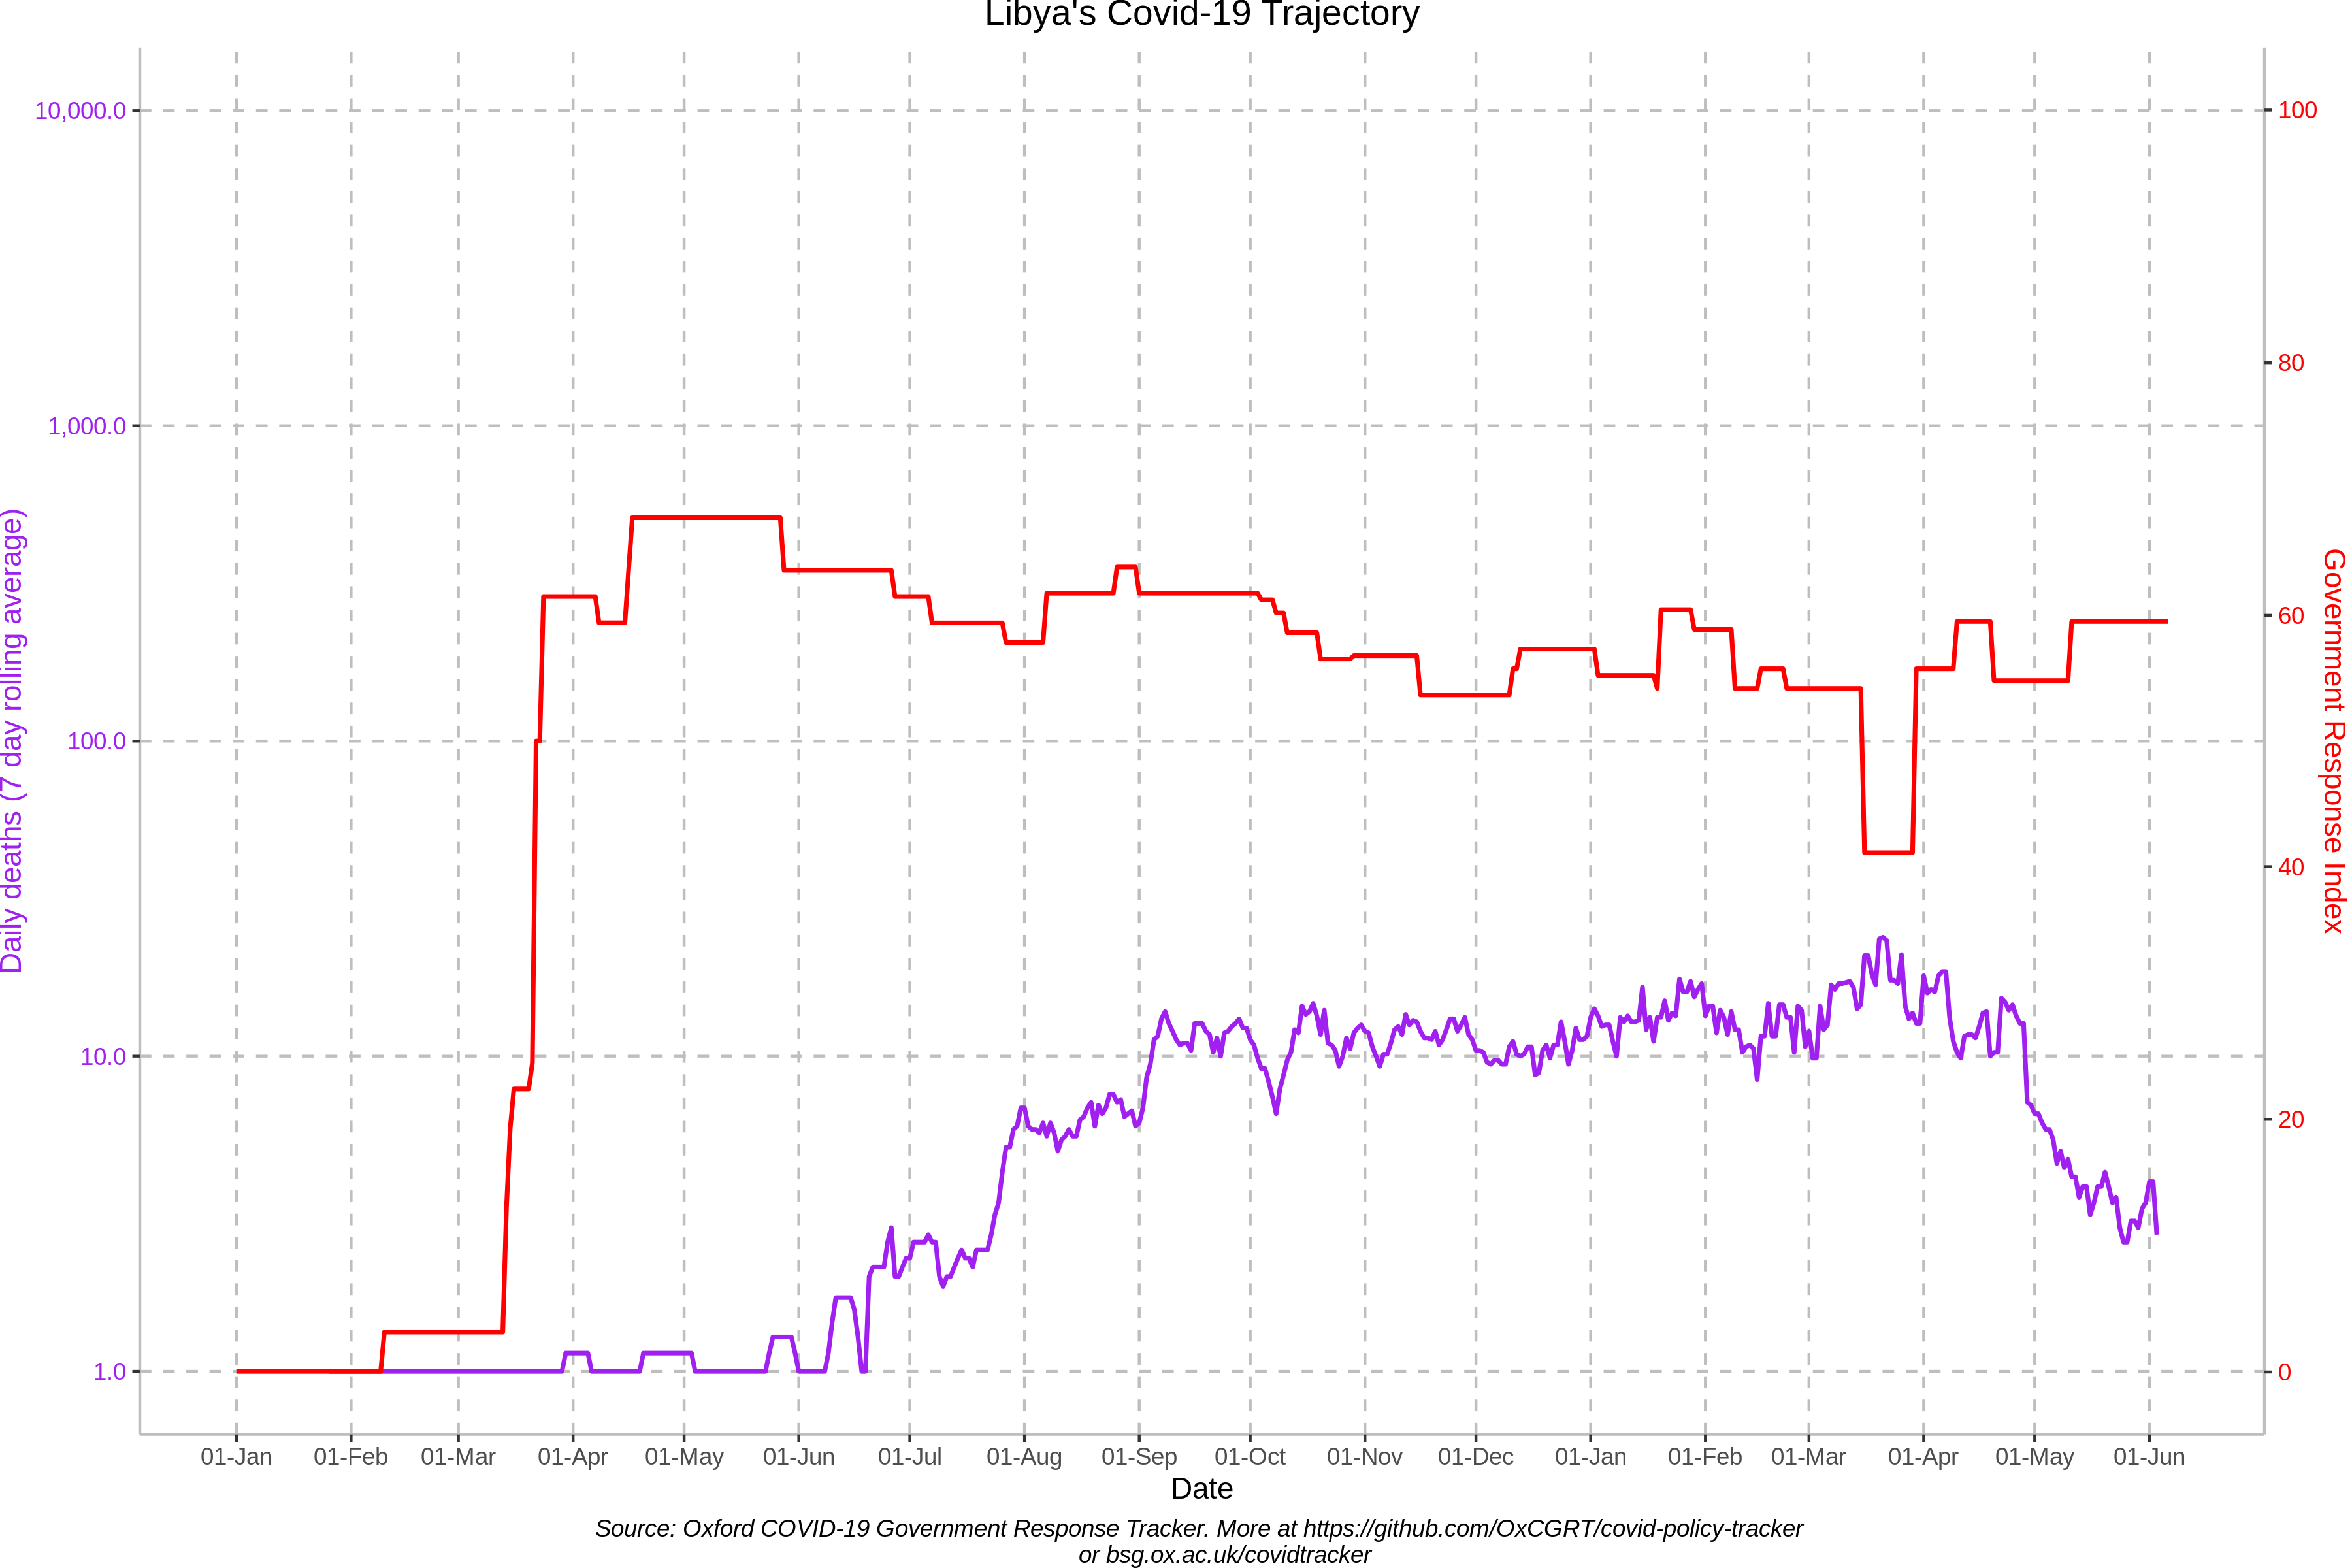 Libya's Covid-19 Trajectory
10,000.0
1,000.0
100.0
10.0
1.0
Daily deaths (7 day rolling average)
100
80
60
40
20
0
Government Response Index
01-Jan 01-Feb 01-Mar 01-Apr 01-May 01-Jun 01-Jul 01-Aug 01-Sep 01-Oct 01-Nov 01-Dec 01-Jan 01-Feb 01-Mar 01-Apr 01-May 01-Jun
Date
Source: Oxford COVID-19 Government Response Tracker. More at https://github.com/OxCGRT/covid-policy-tracker
or bsg.ox.ac.uk/covidtracker